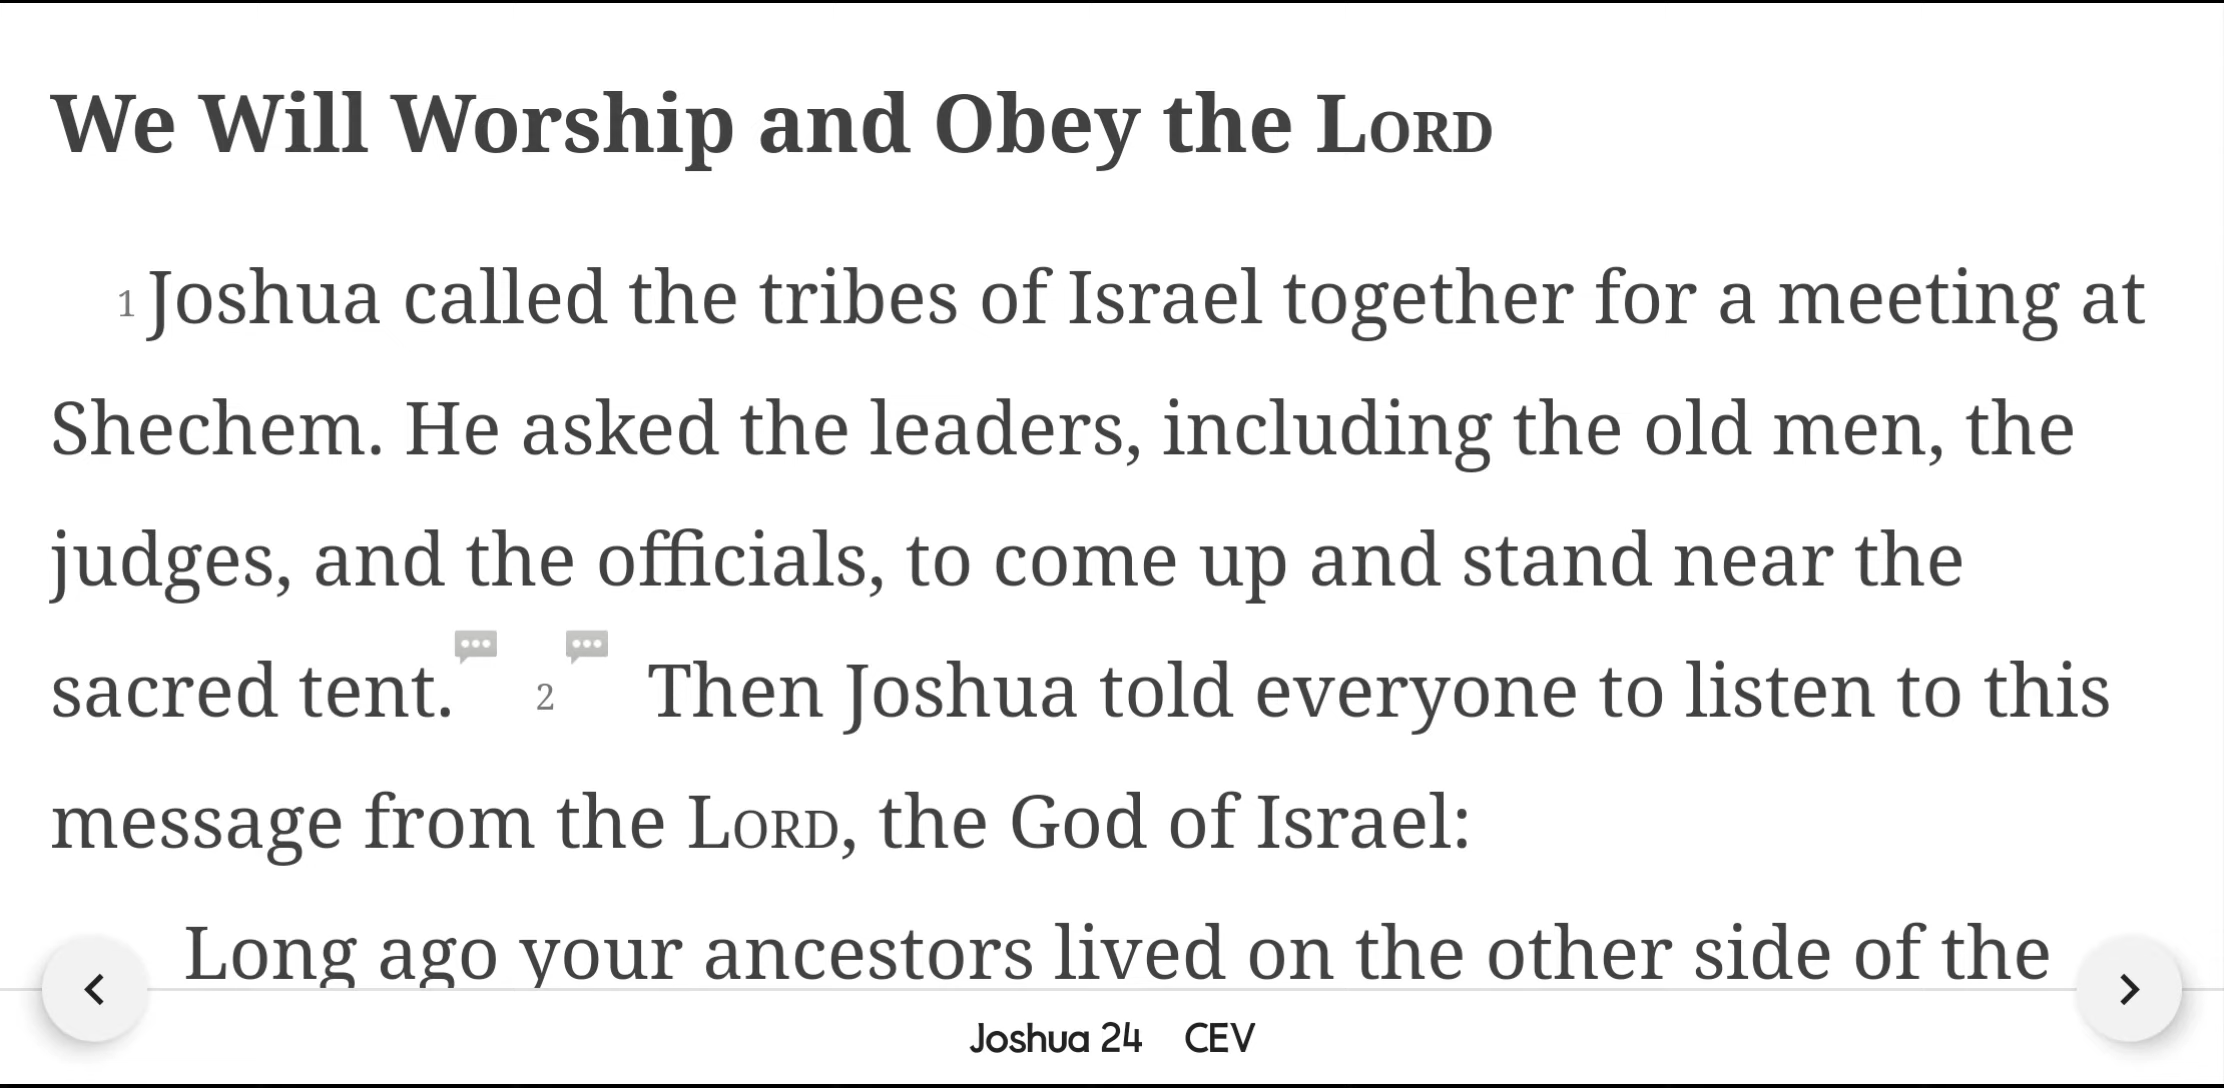 We Will Worship and Obey the LORD
1 Joshua called the tribes of Israel together for a meeting at
Shechem. He asked the leaders, including the old men, the
judges, and the officials, to come up and stand near the
sacred tent. 2 Then Joshua told everyone to listen to this
message from the LORD, the God of Israel:
Long ago your ancestors lived on the other side of the
Joshua 24 CEV